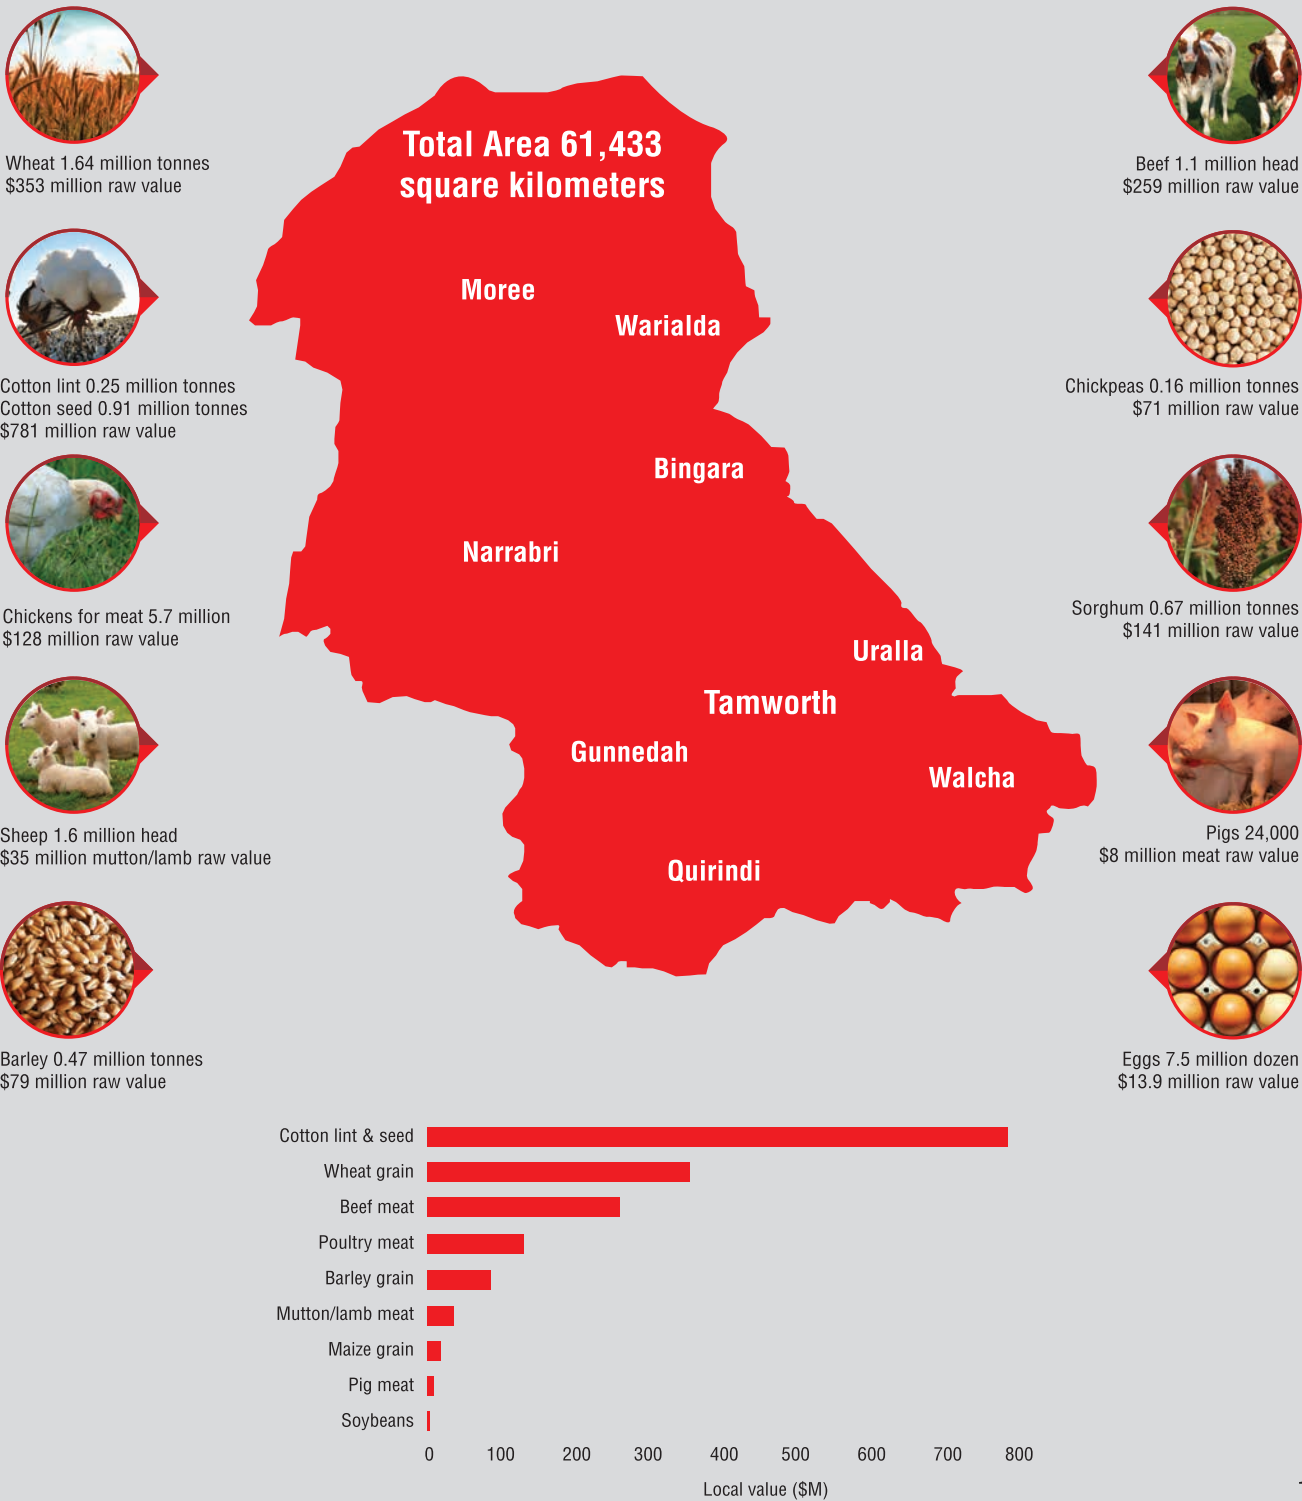 Wheat 1.64 million tonnes
$353 million raw value
Cotton lint 0.25 million tonnes
Cotton seed 0.91 million tonnes
$781 million raw value
Chickens for meat 5.7 million
$128 million raw value
Sheep 1.6 million head
$35 million mutton/lamb raw value
Barley 0.47 million tonnes
$79 million raw value
Total Area 61,433
square kilometers
Moree
Warialda
Bingara
Narrabri
Uralla
Tamworth
Gunnedah
Walcha
Quirindi
Beef 1.1 million head
$259 million raw value
Chickpeas 0.16 million tonnes
$71 million raw value
Sorghum 0.67 million tonnes
$141 million raw value
Pigs 24,000
$8 million meat raw value
Eggs 7.5 million dozen
$13.9 million raw value
Cotton lint & seed
Wheat grain
Beef meat
Poultry meat
Barley grain
Mutton/lamb meat
Maize grain
Pig meat
Soybeans
0 100 200 300 400 500 600 700 800
Local value ($M)